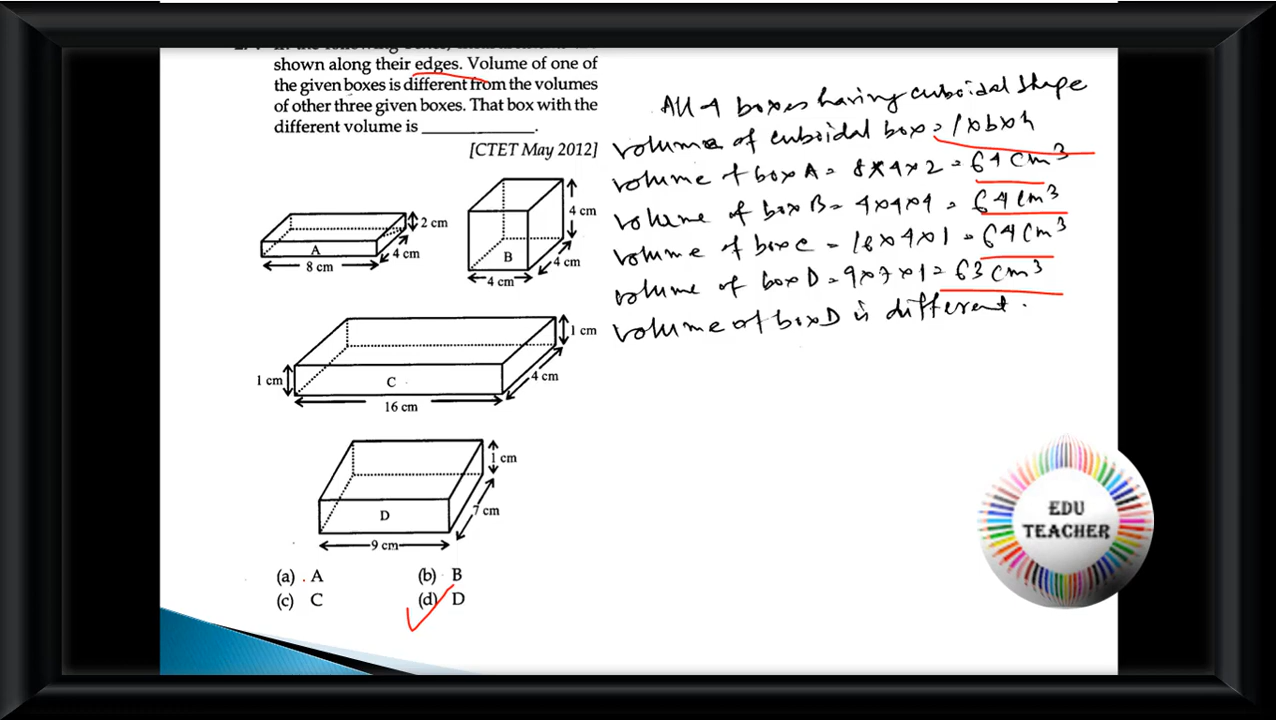 shown along their edges. Volume of one of
the given boxes is different from the volumes
of other three given boxes. That box with the
different volume is ____________.
[CTET May 2012]
All 4 boxes having cuboidal shape
volume of cuboidal box = l×b×h
volume of box A = 8×4×2 = 64 cm³
volume of box B = 4×4×4 = 64 cm³
volume of box C = 16×4×1 = 64 cm³
volume of box D = 9×7×1 = 63 cm³
volume of box D is different.
A
2 cm
4 cm
8 cm
B
4 cm
4 cm
4 cm
C
1 cm
1 cm
4 cm
16 cm
D
1 cm
7 cm
9 cm
(a) . A (b) B
(c) C (d) D
EDU
TEACHER